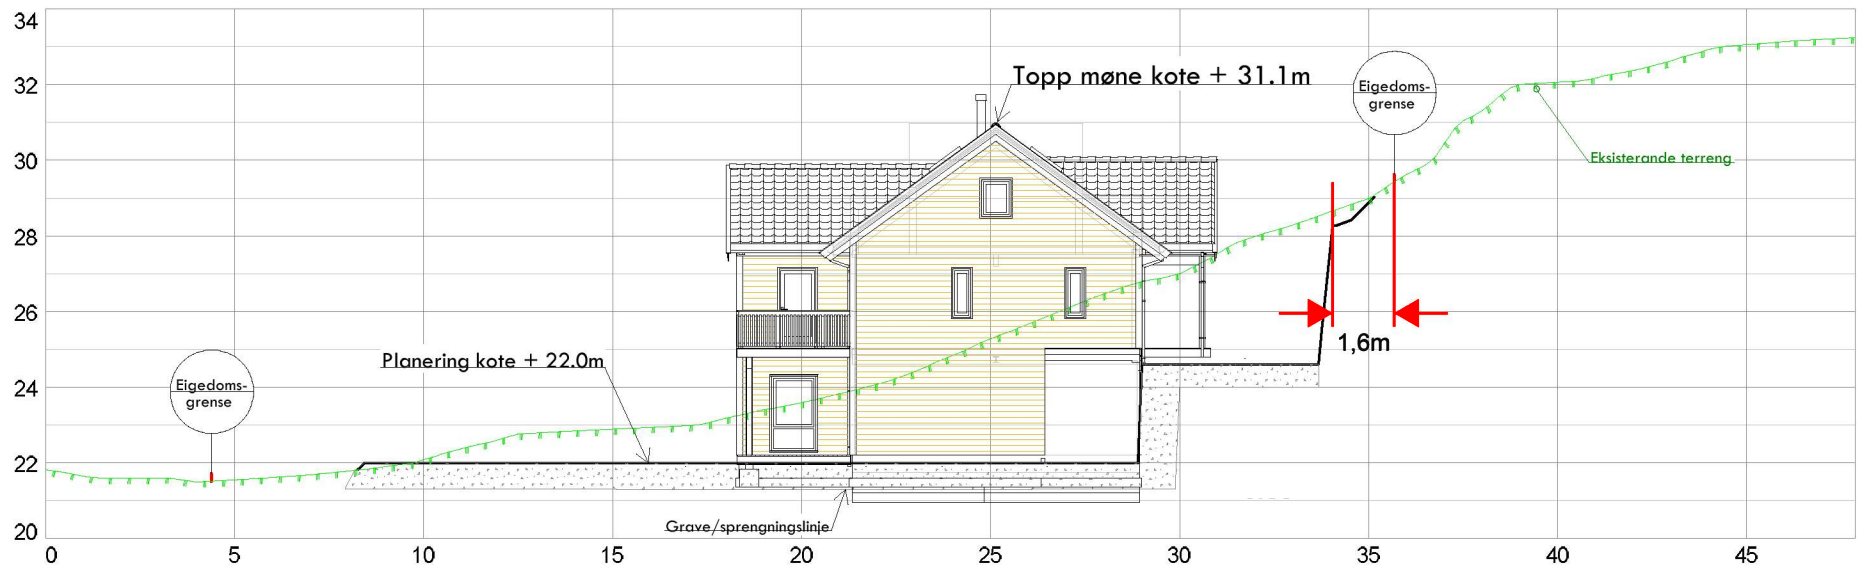 34
32
30
28
26
24
22
20
Topp møne kote + 31.1m
Eigedoms-
grense
Eksisterande terreng
1,6m
Planering kote + 22.0m
Eigedoms-
grense
Grave/sprengningslinje
0 5 10 15 20 25 30 35 40 45